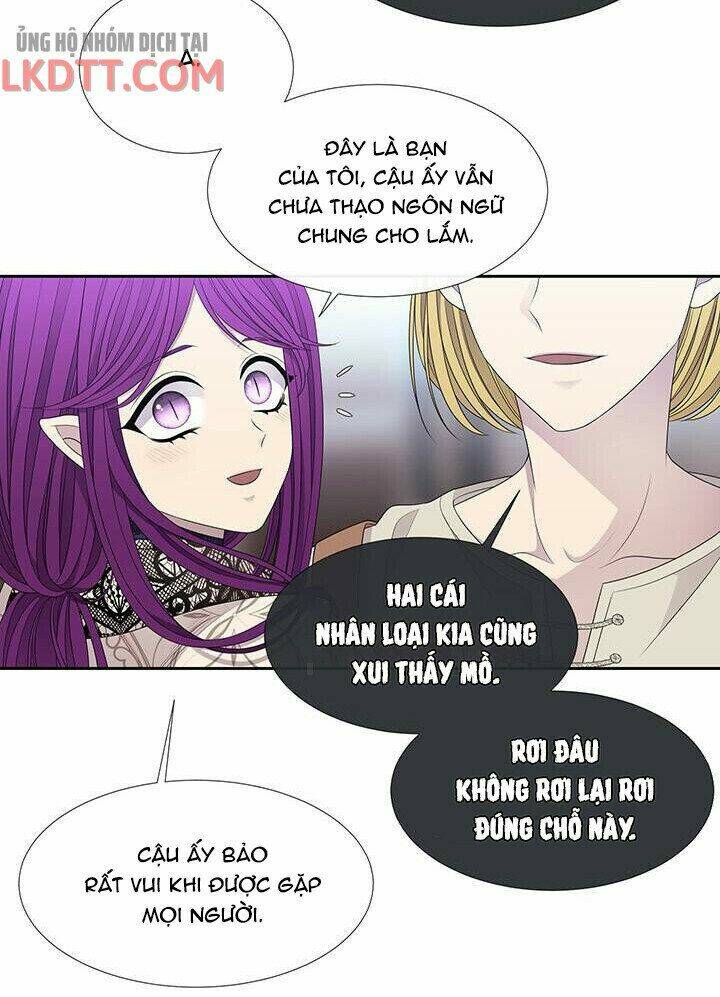 ỦNG HỘ NHÓM DỊCH TẠI
LKDTT.COM
A.
ĐÂY LÀ BẠN
CỦA TÔI, CẬU ẤY VẪN
CHƯA THẠO NGÔN NGỮ
CHUNG CHO LẮM.
HAI CÁI
NHÂN LOẠI KIA CŨNG
XUI THẤY MỒ.
RƠI ĐÂU
KHÔNG RƠI LẠI RƠI
ĐÚNG CHỖ NÀY.
CẬU ẤY BẢO
RẤT VUI KHI ĐƯỢC GẶP
MỌI NGƯỜI.